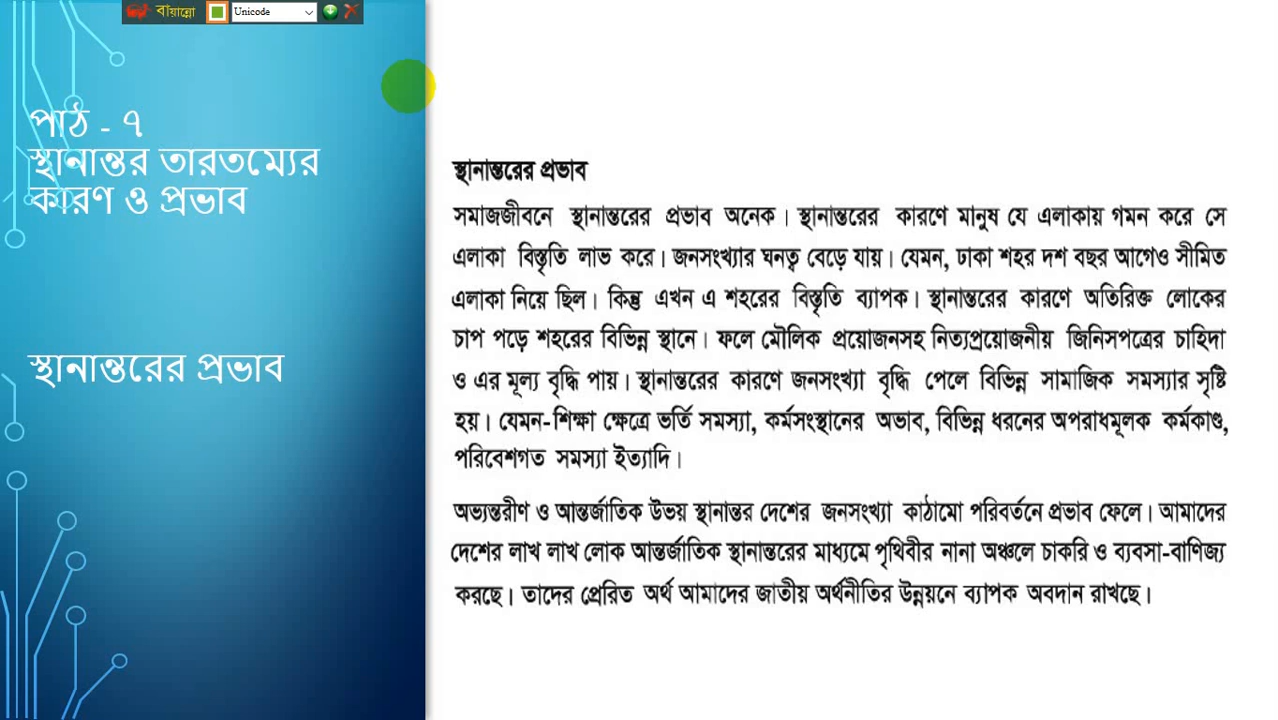 বায়ান্নো
Unicode
পাঠ - ৭
স্থানান্তর তারতম্যের
কারণ ও প্রভাব
স্থানান্তরের প্রভাব
স্থানান্তরের প্রভাব
সমাজজীবনে স্থানান্তরের প্রভাব অনেক। স্থানান্তরের কারণে মানুষ যে এলাকায় গমন করে সে
এলাকা বিস্তৃতি লাভ করে। জনসংখ্যার ঘনত্ব বেড়ে যায়। যেমন, ঢাকা শহর দশ বছর আগেও সীমিত
এলাকা নিয়ে ছিল। কিন্তু এখন এ শহরের বিস্তৃতি ব্যাপক। স্থানান্তরের কারণে অতিরিক্ত লোকের
চাপ পড়ে শহরের বিভিন্ন স্থানে। ফলে মৌলিক প্রয়োজনসহ নিত্যপ্রয়োজনীয় জিনিসপত্রের চাহিদা
ও এর মূল্য বৃদ্ধি পায়। স্থানান্তরের কারণে জনসংখ্যা বৃদ্ধি পেলে বিভিন্ন সামাজিক সমস্যার সৃষ্টি
হয়। যেমন-শিক্ষা ক্ষেত্রে ভর্তি সমস্যা, কর্মসংস্থানের অভাব, বিভিন্ন ধরনের অপরাধমূলক কর্মকাণ্ড,
পরিবেশগত সমস্যা ইত্যাদি।
অভ্যন্তরীণ ও আন্তর্জাতিক উভয় স্থানান্তর দেশের জনসংখ্যা কাঠামো পরিবর্তনে প্রভাব ফেলে। আমাদের
দেশের লাখ লাখ লোক আন্তর্জাতিক স্থানান্তরের মাধ্যমে পৃথিবীর নানা অঞ্চলে চাকরি ও ব্যবসা-বাণিজ্য
করছে। তাদের প্রেরিত অর্থ আমাদের জাতীয় অর্থনীতির উন্নয়নে ব্যাপক অবদান রাখছে।